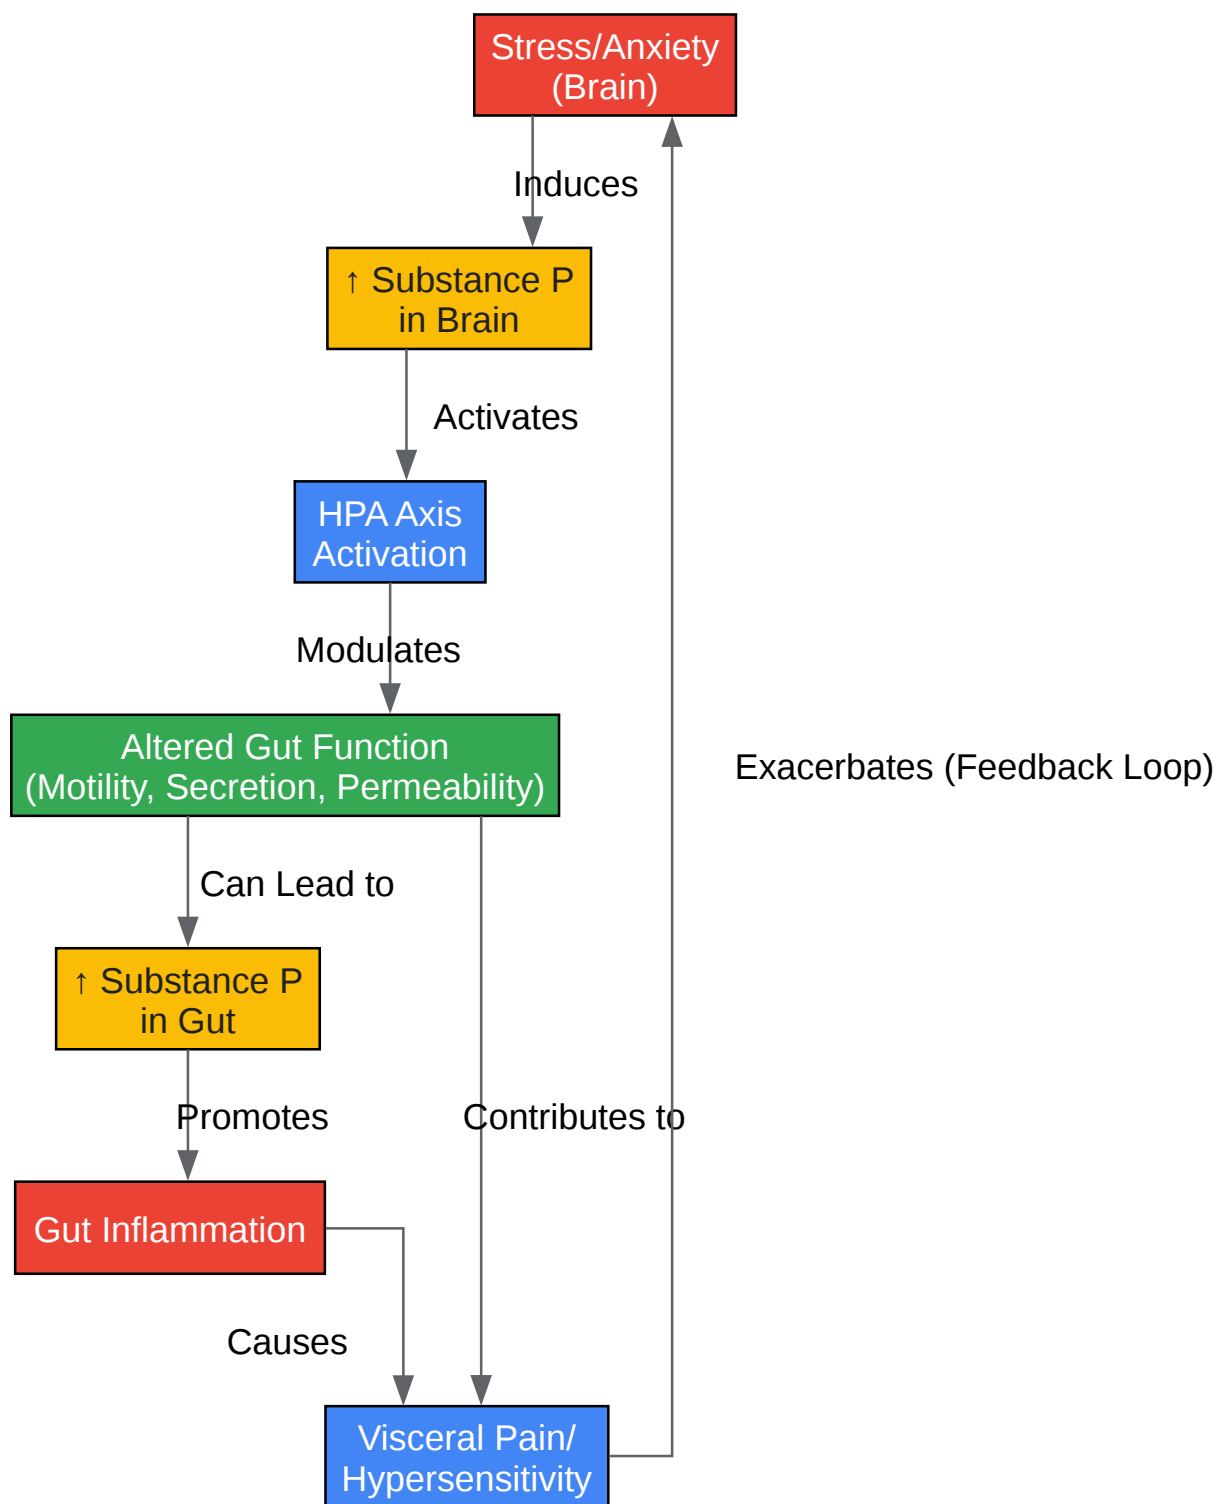 Stress/Anxiety
(Brain)
Induces
↑ Substance P
in Brain
Activates
HPA Axis
Activation
Modulates
Altered Gut Function
(Motility, Secretion, Permeability)
Exacerbates (Feedback Loop)
Can Lead to
↑ Substance P
in Gut
Promotes
Contributes to
Gut Inflammation
Causes
Visceral Pain/
Hypersensitivity